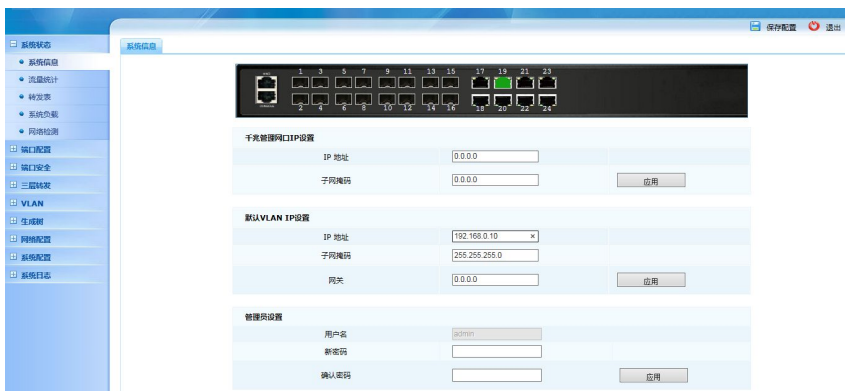 保存配置 退出
系统状态
系统信息
流量统计
转发表
系统负载
网络检测
端口配置
端口安全
三层转发
VLAN
生成树
网络配置
系统配置
系统日志
系统信息
1 3 5 7 9 11 13 15 17 19 21 23
2 4 6 8 10 12 14 16 18 20 22 24
千兆管理网口IP设置
IP 地址 0.0.0.0
子网掩码 0.0.0.0 应用
默认VLAN IP设置
IP 地址 192.168.0.10 ×
子网掩码 255.255.255.0
网关 0.0.0.0 应用
管理员设置
用户名 admin
新密码
确认密码 应用